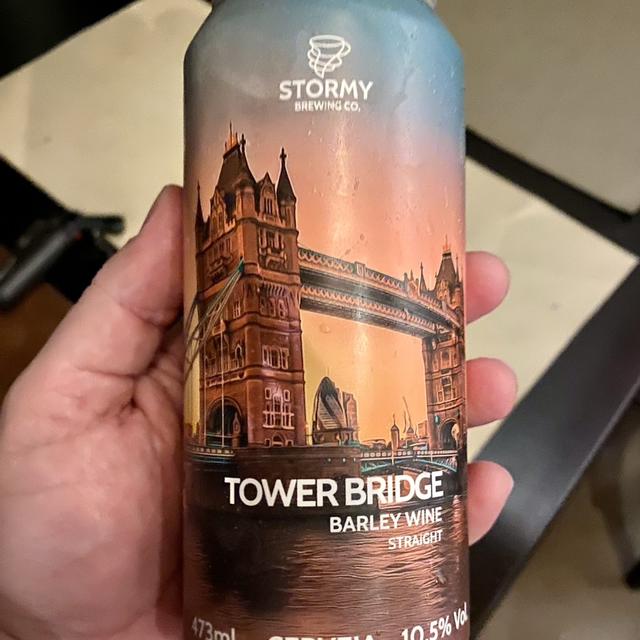 STORMY
BREWING CO.
TOWER BRIDGE
BARLEY WINE
STRAIGHT
473ml CERVEJA 10,5% Vol